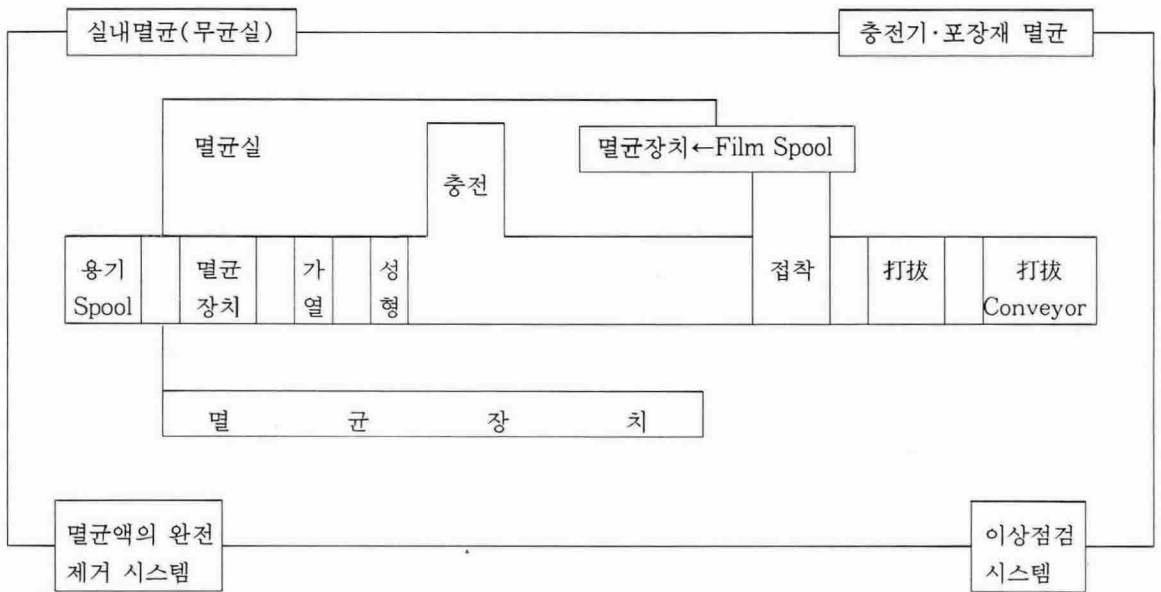 실내멸균(무균실)
충전기·포장재 멸균
멸균실
멸균장치←Film Spool
충전
용기
Spool
멸균
장치
가
열
성
형
접착
打拔
打拔
Conveyor
멸 균 장 치
멸균액의 완전
제거 시스템
이상점검
시스템